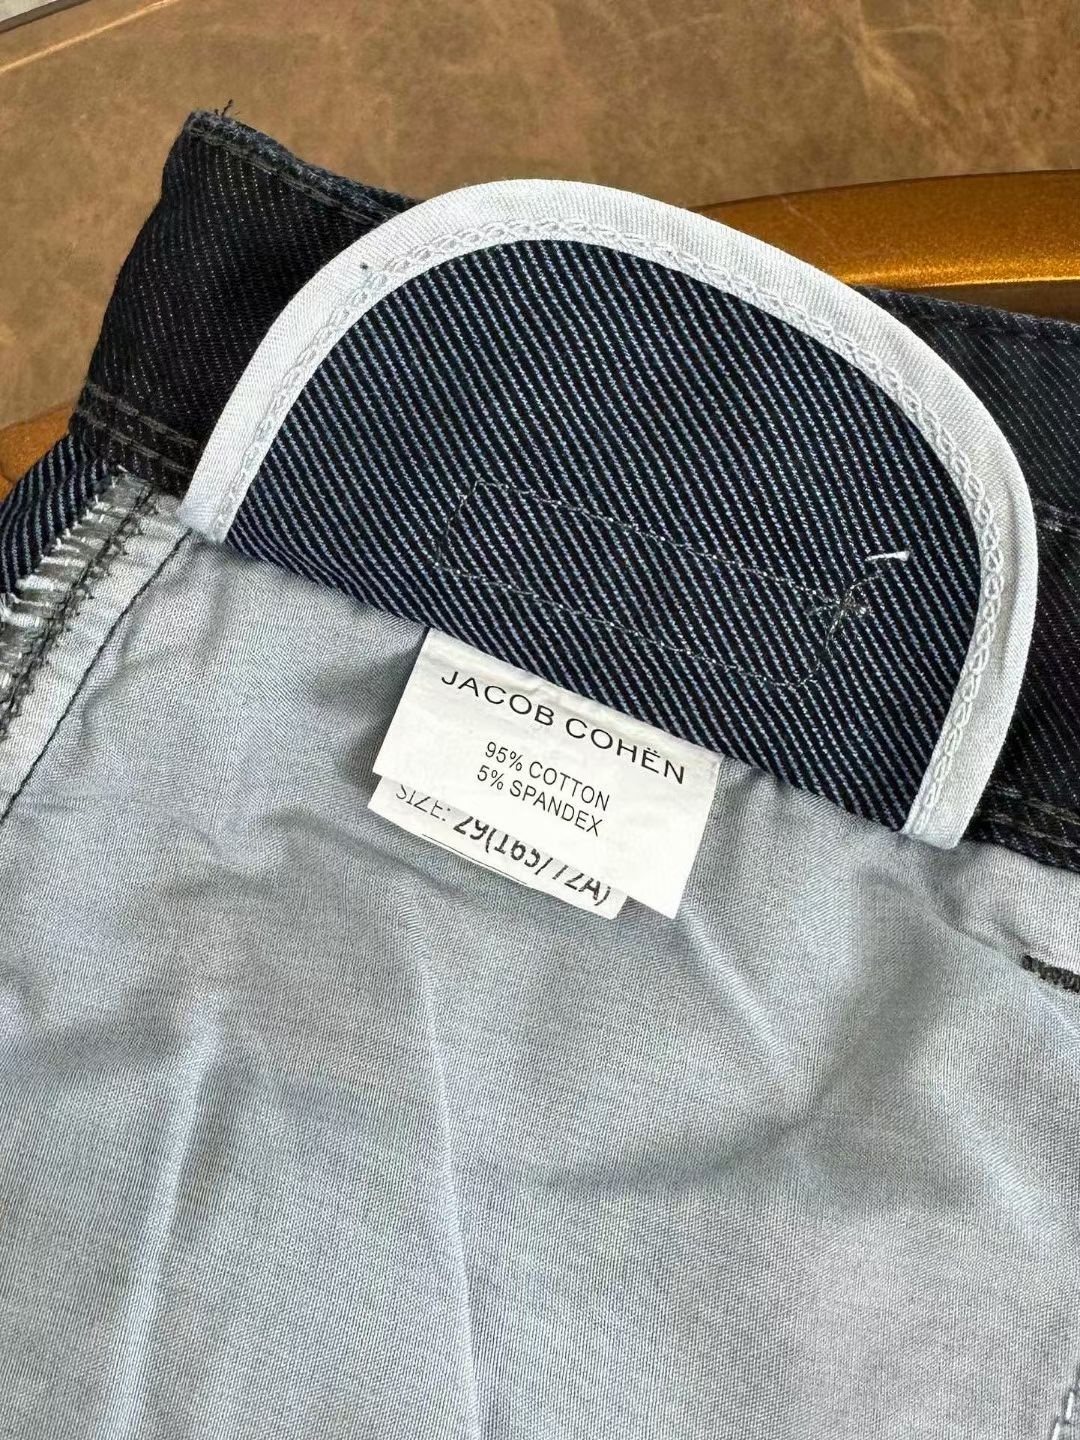 JACOB COHËN
95% COTTON
5% SPANDEX
SIZE: 29(165/72A)